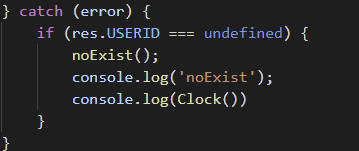 } catch (error) {
if (res.USERID === undefined) {
noExist();
console.log('noExist');
console.log(Clock())
}
}